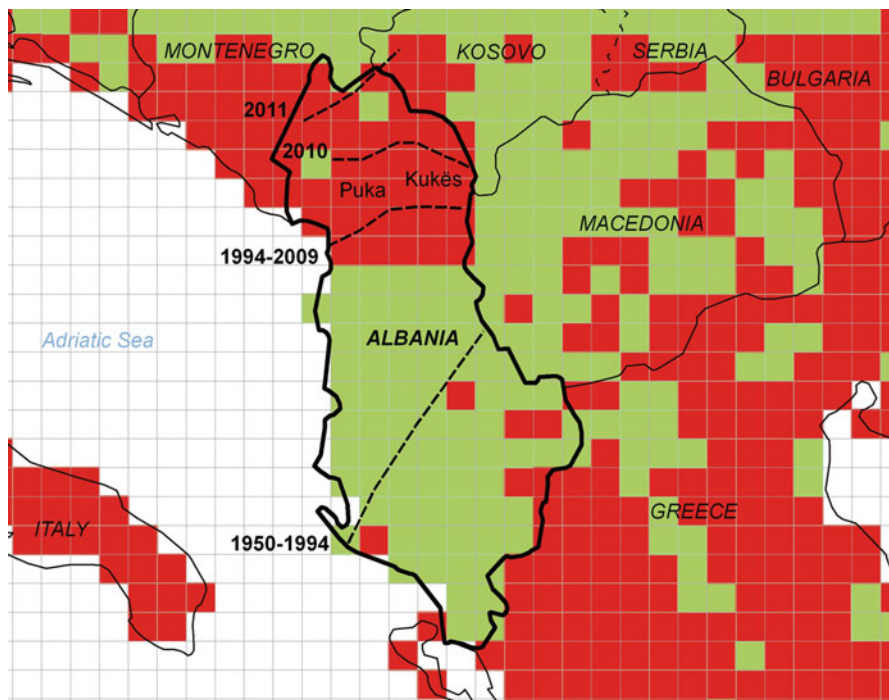 MONTENEGRO
KOSOVO
SERBIA
BULGARIA
2011
2010
Kukës
Puka
MACEDONIA
1994-2009
Adriatic Sea
ALBANIA
GREECE
ITALY
1950-1994